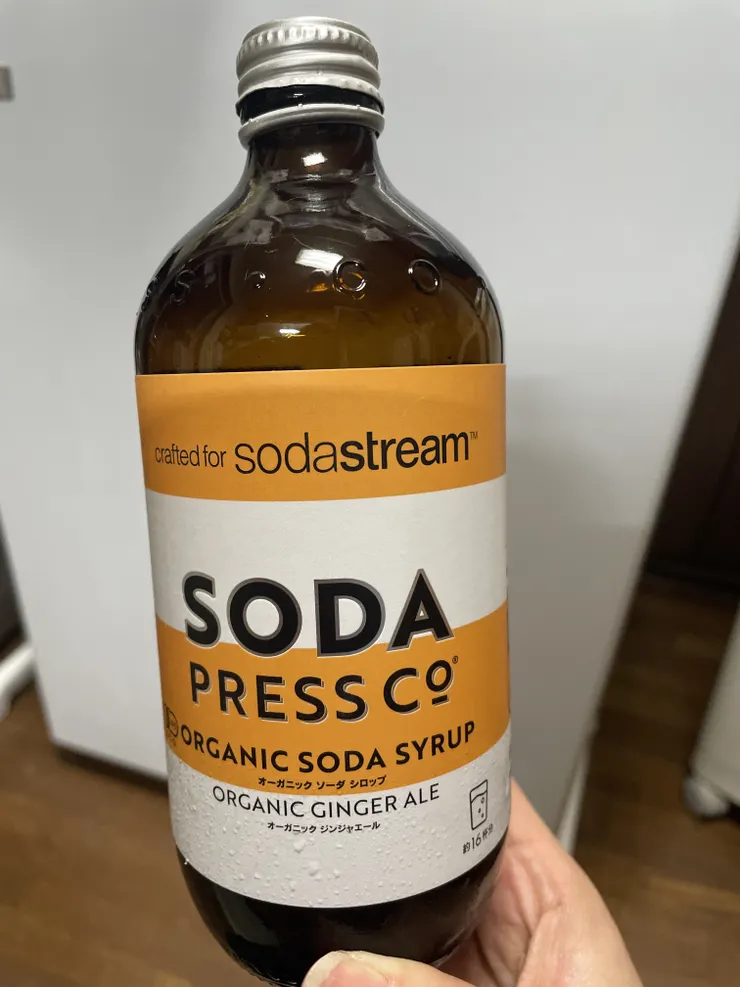 crafted for sodastream™
SODA
PRESS Co®
ORGANIC SODA SYRUP
オーガニック ソーダ シロップ
ORGANIC GINGER ALE
オーガニック ジンジャエール
約16杯分